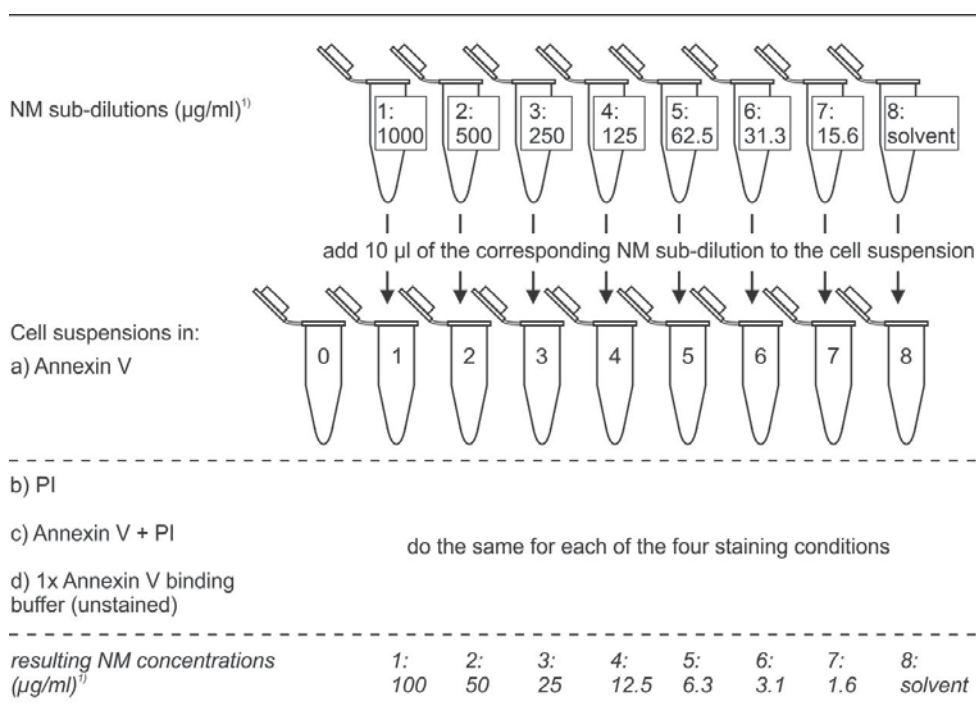 NM sub-dilutions (µg/ml)¹⁾
1: 1000
2: 500
3: 250
4: 125
5: 62.5
6: 31.3
7: 15.6
8: solvent
add 10 µl of the corresponding NM sub-dilution to the cell suspension
Cell suspensions in:
a) Annexin V
0 1 2 3 4 5 6 7 8
b) PI
c) Annexin V + PI
do the same for each of the four staining conditions
d) 1x Annexin V binding
buffer (unstained)
resulting NM concentrations 1: 2: 3: 4: 5: 6: 7: 8:
(µg/ml)¹⁾ 100 50 25 12.5 6.3 3.1 1.6 solvent